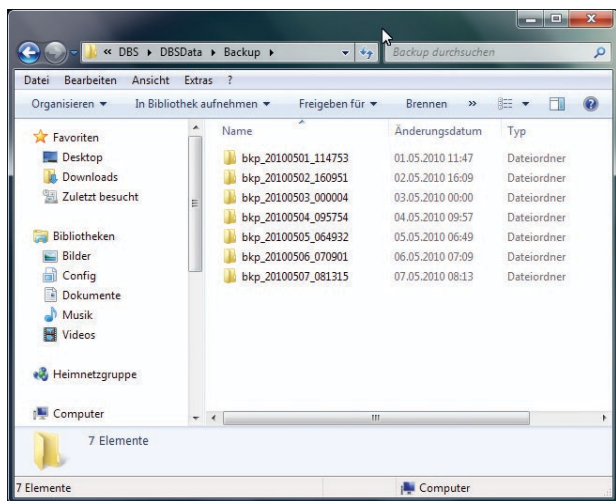 « DBS ▸ DBSData ▸ Backup ▸
Backup durchsuchen
Datei Bearbeiten Ansicht Extras ?
Organisieren ▾ In Bibliothek aufnehmen ▾ Freigeben für ▾ Brennen »
Favoriten
Desktop
Downloads
Zuletzt besucht
Bibliotheken
Bilder
Config
Dokumente
Musik
Videos
Heimnetzgruppe
Computer
Name Änderungsdatum Typ
bkp_20100501_114753 01.05.2010 11:47 Dateiordner
bkp_20100502_160951 02.05.2010 16:09 Dateiordner
bkp_20100503_000004 03.05.2010 00:00 Dateiordner
bkp_20100504_095754 04.05.2010 09:57 Dateiordner
bkp_20100505_064932 05.05.2010 06:49 Dateiordner
bkp_20100506_070901 06.05.2010 07:09 Dateiordner
bkp_20100507_081315 07.05.2010 08:13 Dateiordner
7 Elemente
7 Elemente Computer